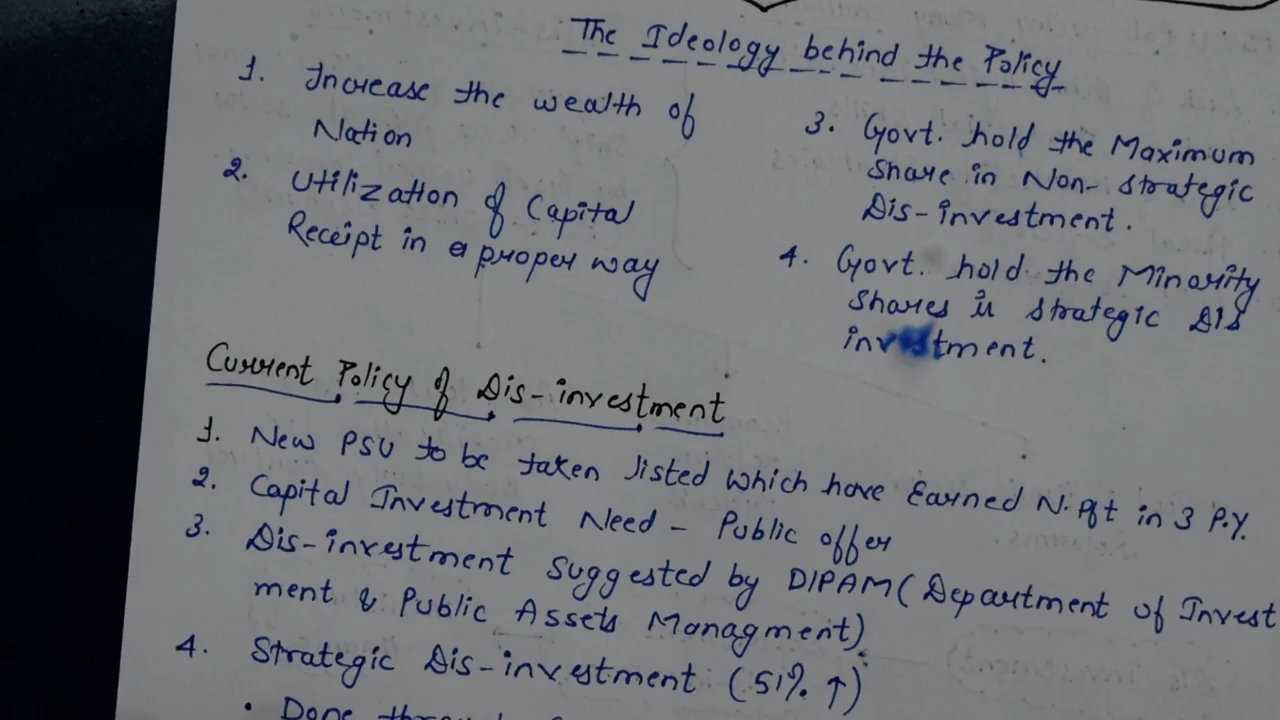 The Ideology behind the Policy
1. Increase the wealth of
Nation
2. Utilization of Capital
Receipt in a proper way
3. Govt. hold the Maximum
Share in Non- Strategic
Dis-investment.
4. Govt. hold the Minority
Shares in Strategic Dis
investment.
Current Policy of Dis-investment
1. New PSU to be taken listed which have Earned N. Pft in 3 P.Y.
2. Capital Investment Need - Public offer
3. Dis-investment suggested by DIPAM (Department of Invest
ment & Public Assets Managment)
4. Strategic Dis-investment (51% ↑)
• Done through